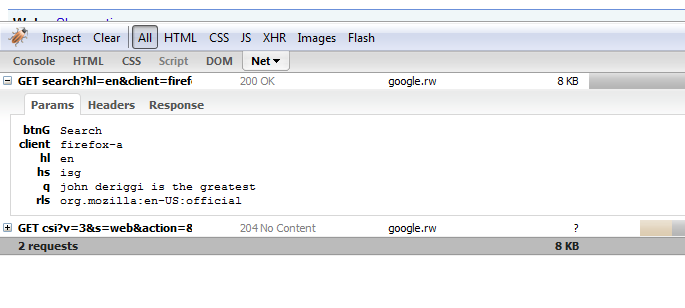 Inspect Clear All HTML CSS JS XHR Images Flash
Console HTML CSS Script DOM Net
GET search?hl=en&client=firef 200 OK google.rw 8 KB
Params Headers Response
btnG Search
client firefox-a
hl en
hs isg
q john deriggi is the greatest
rls org.mozilla:en-US:official
GET csi?v=3&s=web&action=& 204 No Content google.rw ?
2 requests 8 KB